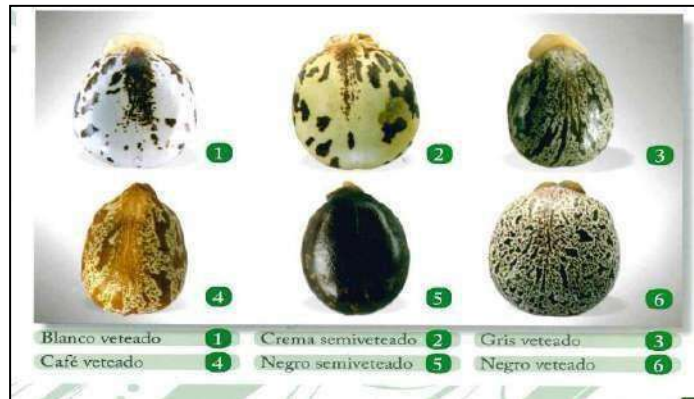 1 2 3
4 5 6
Blanco veteado 1 Crema semiveteado 2 Gris veteado 3
Café veteado 4 Negro semiveteado 5 Negro veteado 6